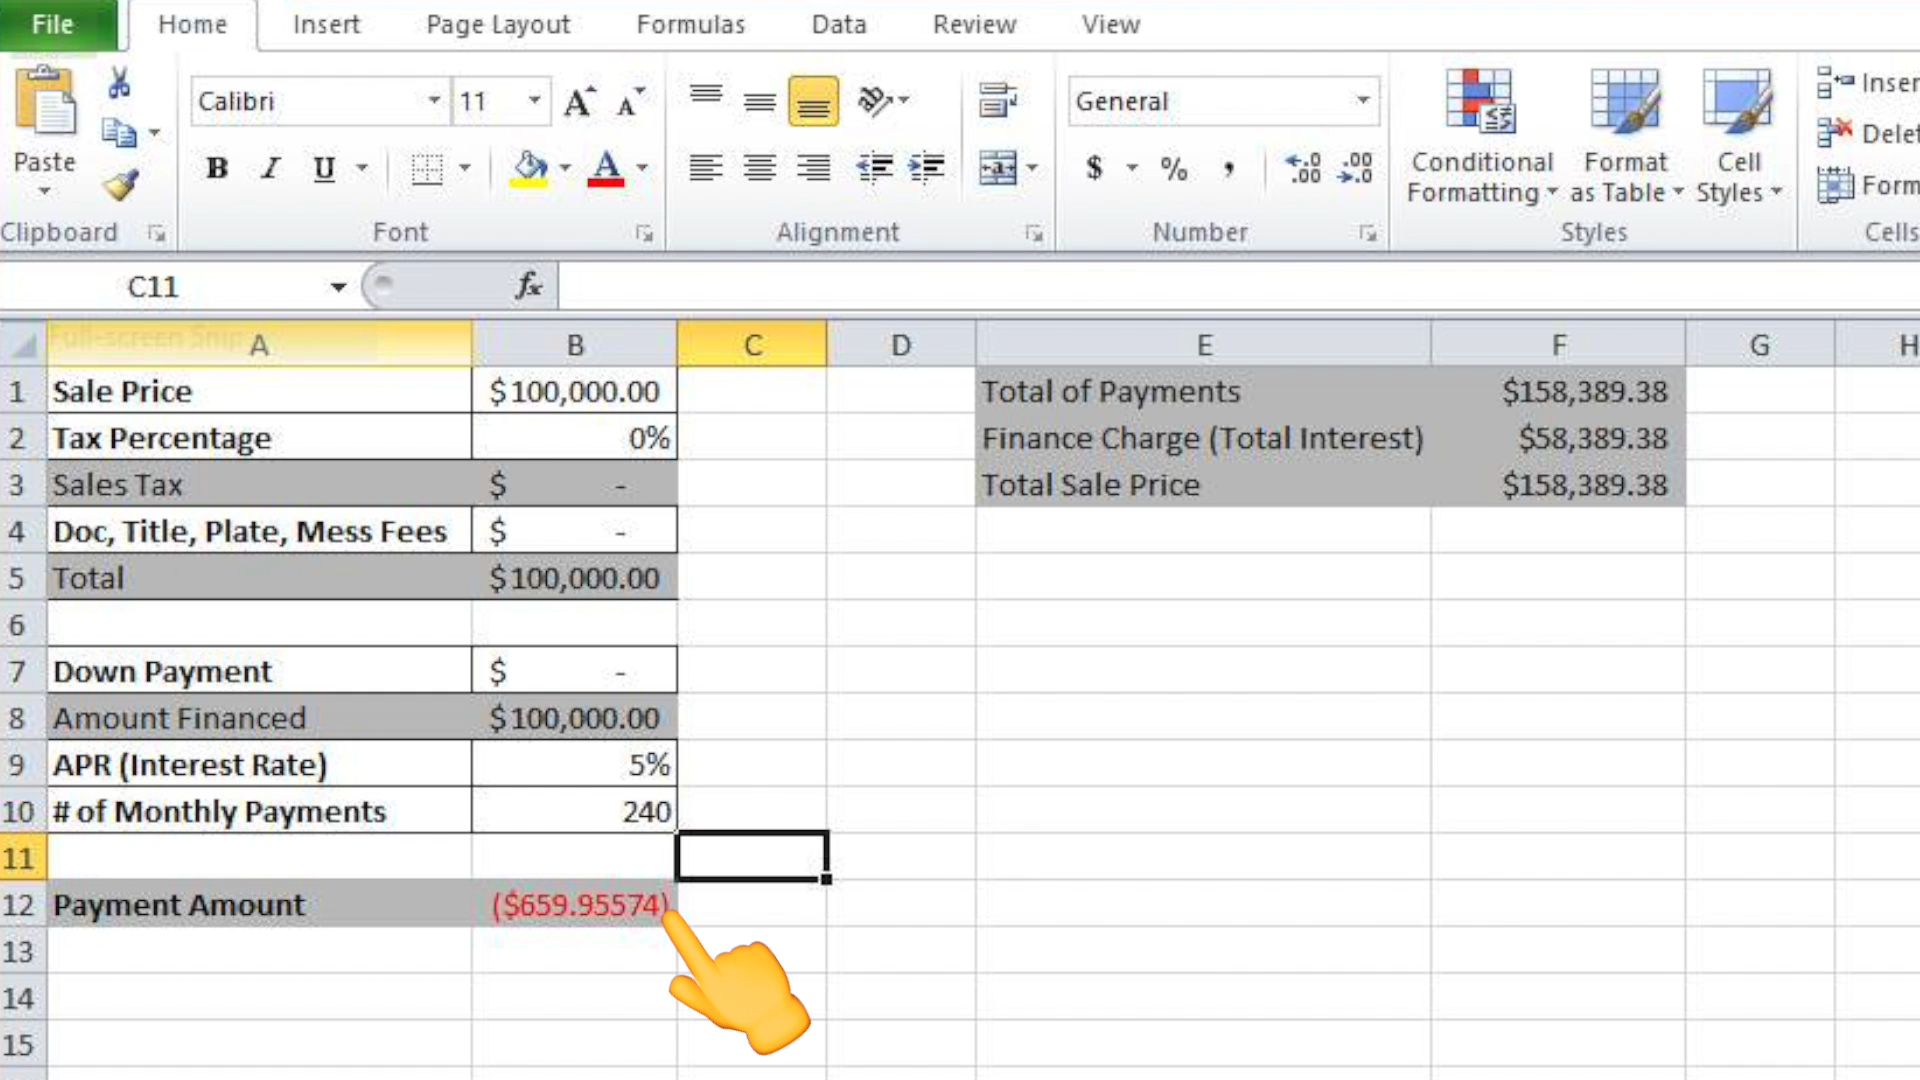 File Home Insert Page Layout Formulas Data Review View
Calibri 11 General
Paste B I U $ % , Conditional Formatting Format as Table Cell Styles
Clipboard Font Alignment Number Styles Cells
C11 fx
Full-screen Snip
A B C D E F G H
1 Sale Price $100,000.00 Total of Payments $158,389.38
2 Tax Percentage 0% Finance Charge (Total Interest) $58,389.38
3 Sales Tax $ - Total Sale Price $158,389.38
4 Doc, Title, Plate, Mess Fees $ -
5 Total $100,000.00
6
7 Down Payment $ -
8 Amount Financed $100,000.00
9 APR (Interest Rate) 5%
10 # of Monthly Payments 240
11
12 Payment Amount ($659.95574)
13
14
15